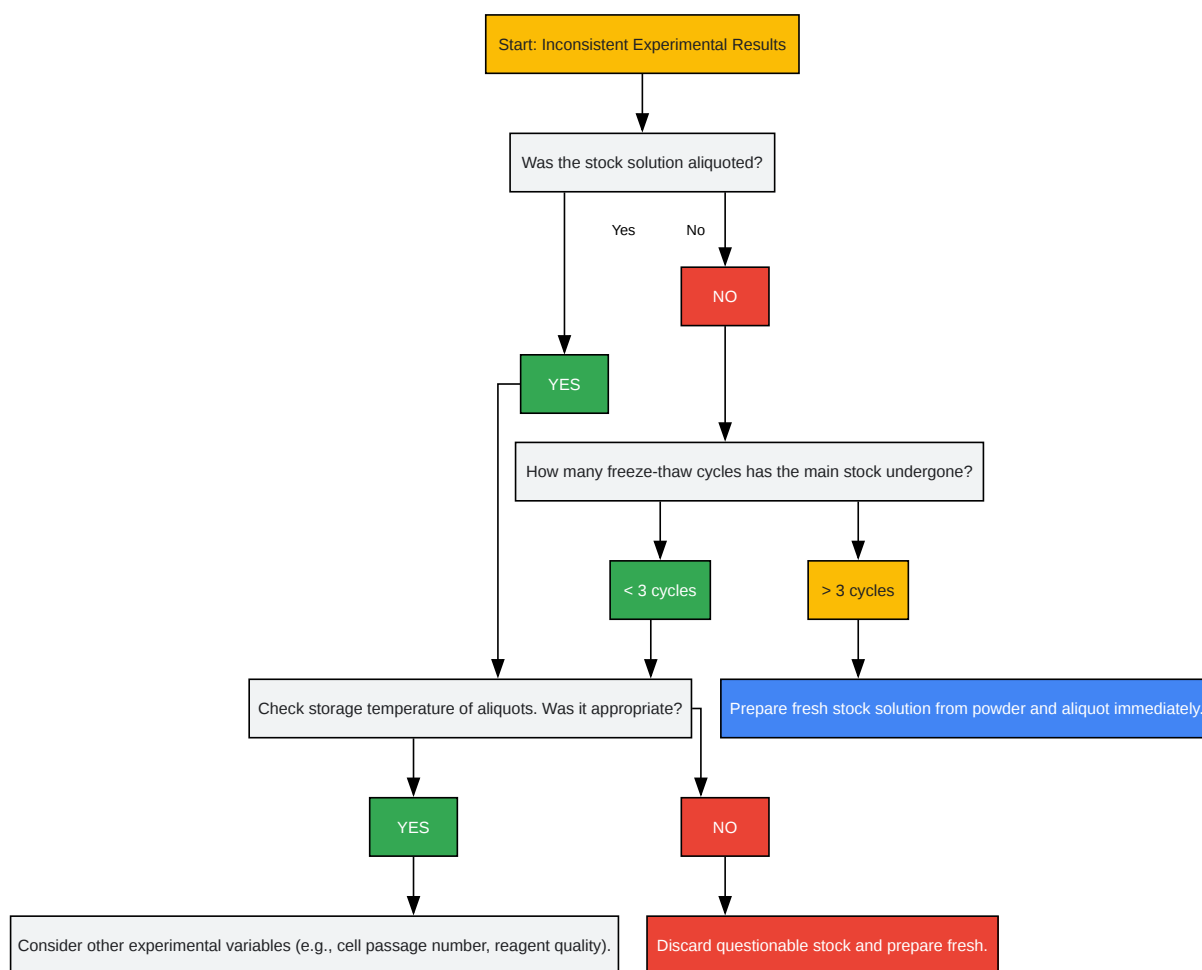 Start: Inconsistent Experimental Results
Was the stock solution aliquoted?
Yes
No
NO
YES
How many freeze-thaw cycles has the main stock undergone?
< 3 cycles
> 3 cycles
Check storage temperature of aliquots. Was it appropriate?
Prepare fresh stock solution from powder and aliquot immediately.
YES
NO
Consider other experimental variables (e.g., cell passage number, reagent quality).
Discard questionable stock and prepare fresh.